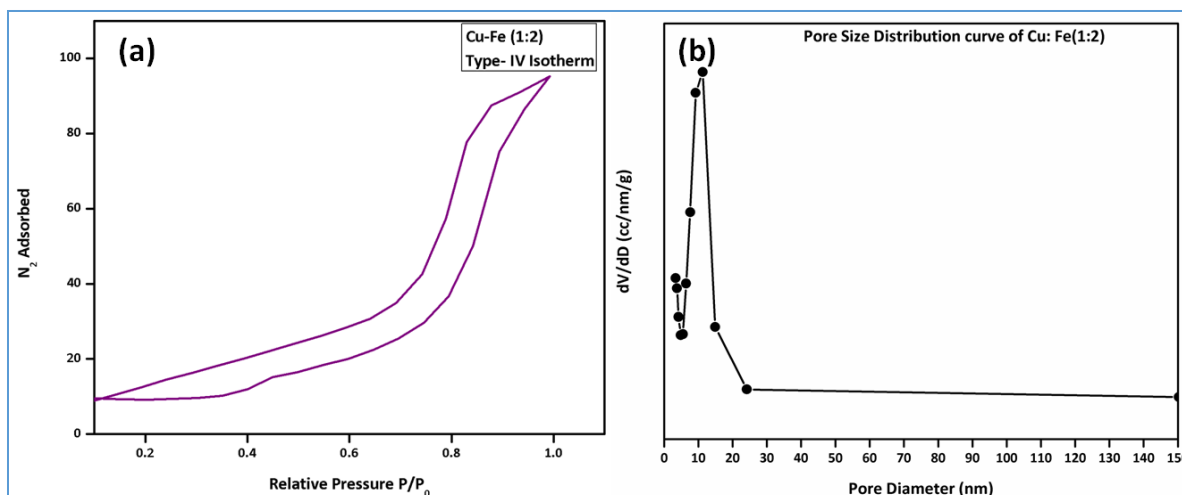 (a)
Cu-Fe (1:2)
Type- IV Isotherm
100
80
60
40
20
0
N₂ Adsorbed
0.2 0.4 0.6 0.8 1.0
Relative Pressure P/P₀
(b)
Pore Size Distribution curve of Cu: Fe(1:2)
dV/dD (cc/nm/g)
0 10 20 30 40 50 60 70 80 90 100 110 120 130 140 150
Pore Diameter (nm)